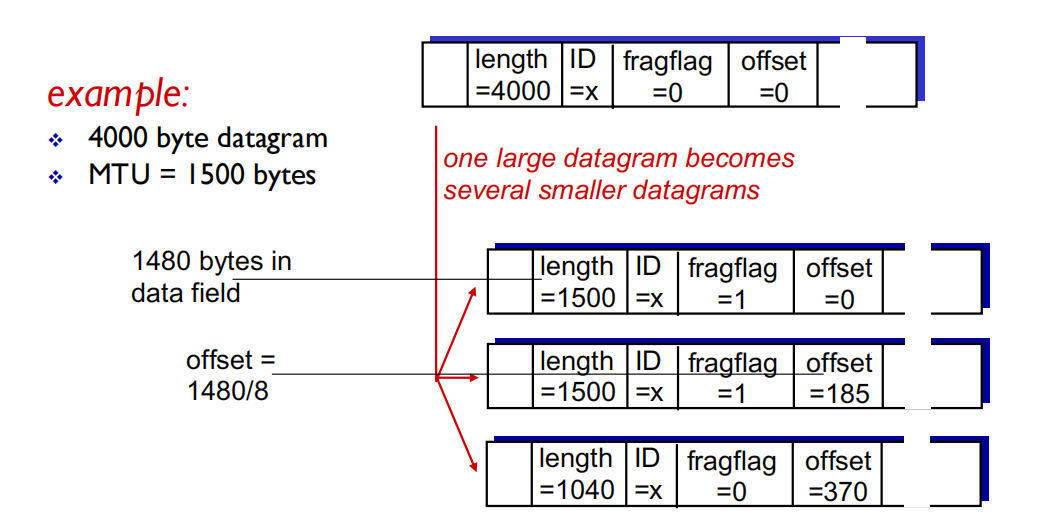 length ID fragflag offset
=4000 =x =0 =0
example:
❖ 4000 byte datagram
❖ MTU = 1500 bytes
one large datagram becomes
several smaller datagrams
1480 bytes in
data field
length ID fragflag offset
=1500 =x =1 =0
offset =
1480/8
length ID fragflag offset
=1500 =x =1 =185
length ID fragflag offset
=1040 =x =0 =370